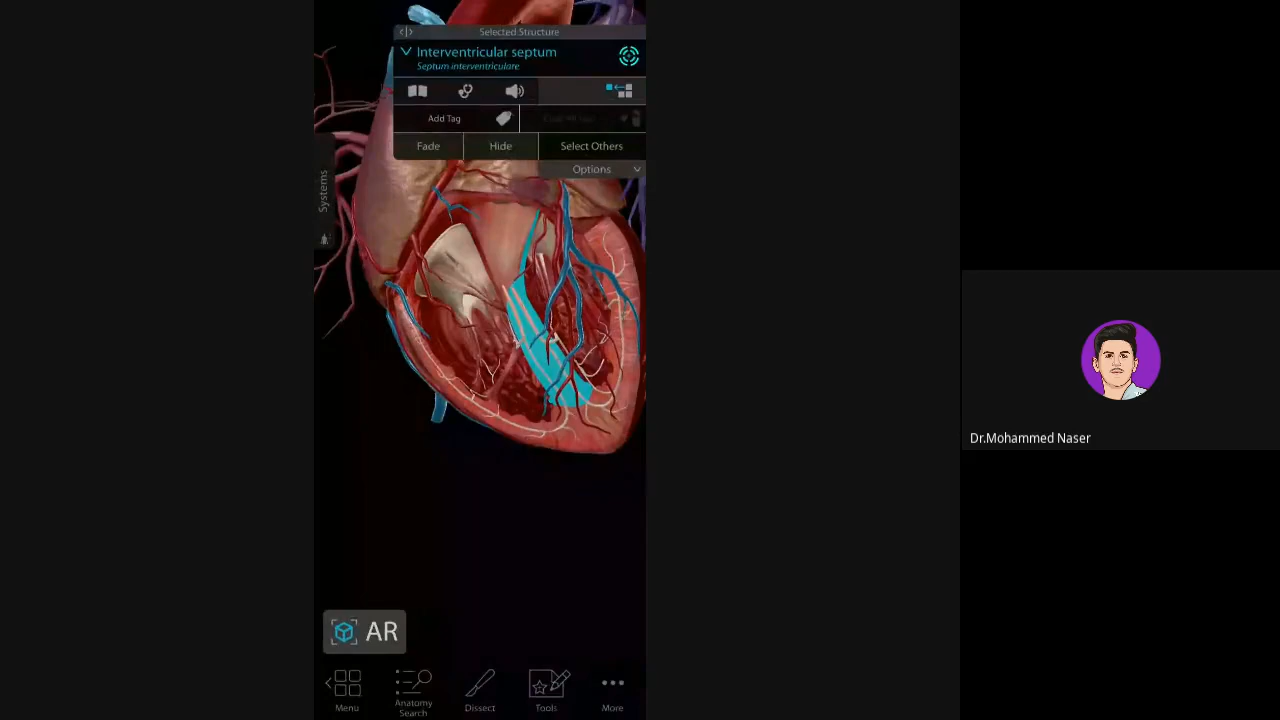 Selected Structure
Interventricular septum
Septum interventriculare
Add Tag
Fade
Hide
Select Others
Options
Systems
AR
Menu
Anatomy
Search
Dissect
Tools
More
Dr.Mohammed Naser